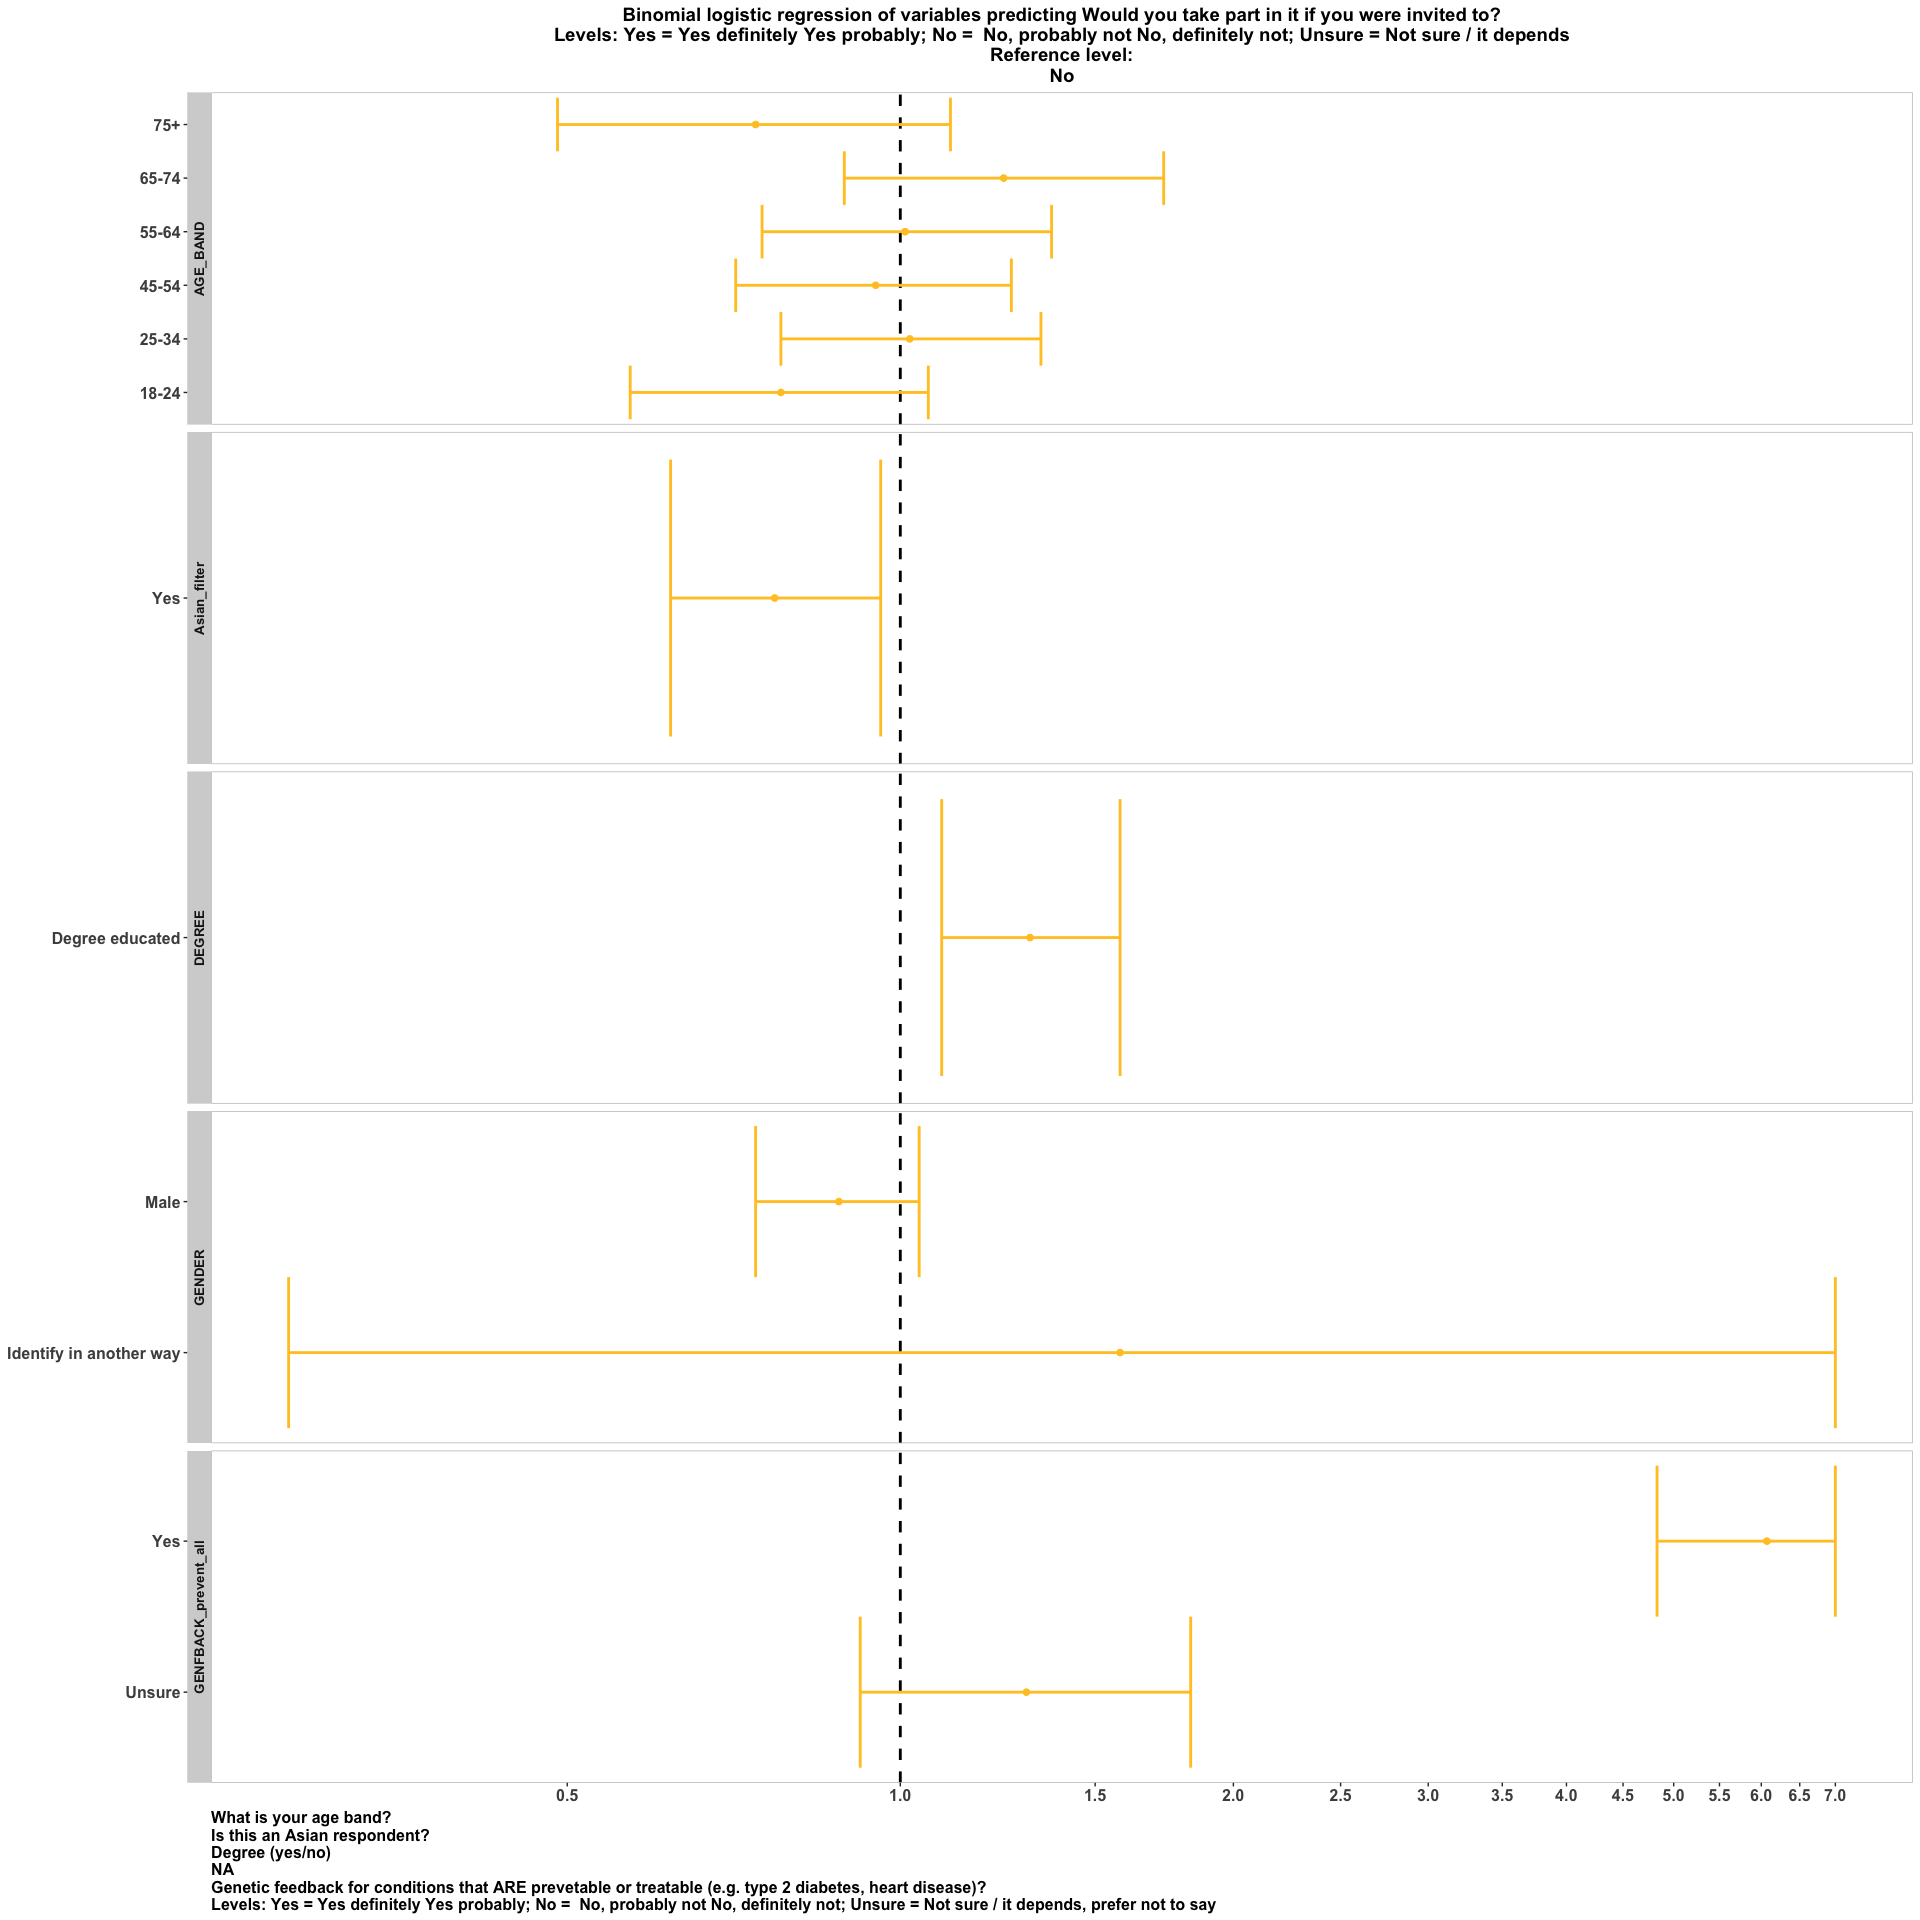 Binomial logistic regression of variables predicting Would you take part in it if you were invited to?
Levels: Yes = Yes definitely Yes probably; No =  No, probably not No, definitely not; Unsure = Not sure / it depends
Reference level:
No
AGE_BAND
75+
65-74
55-64
45-54
25-34
18-24
Asian_filter
Yes
DEGREE
Degree educated
GENDER
Male
Identify in another way
GENFBACK_prevent_all
Yes
Unsure
0.5 1.0 1.5 2.0 2.5 3.0 3.5 4.0 4.5 5.0 5.5 6.0 6.5 7.0
What is your age band?
Is this an Asian respondent?
Degree (yes/no)
NA
Genetic feedback for conditions that ARE prevetable or treatable (e.g. type 2 diabetes, heart disease)?
Levels: Yes = Yes definitely Yes probably; No =  No, probably not No, definitely not; Unsure = Not sure / it depends, prefer not to say